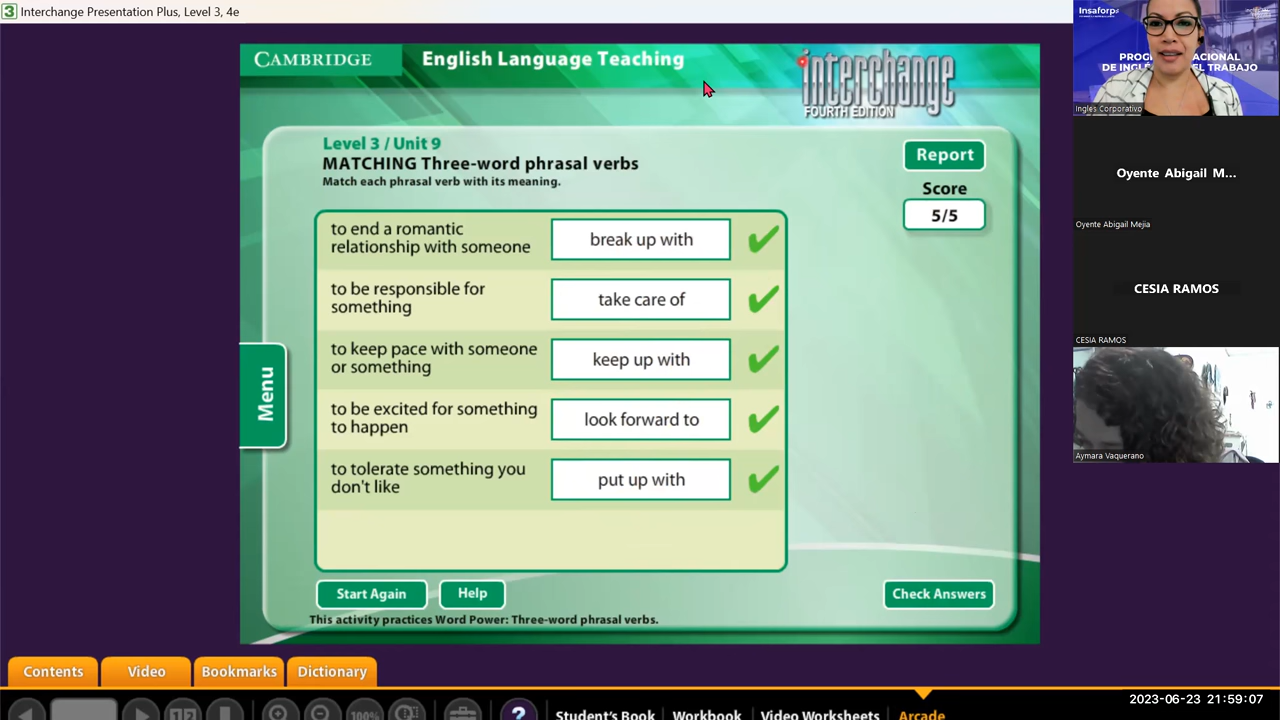 Interchange Presentation Plus, Level 3, 4e
CAMBRIDGE
English Language Teaching
interchange
FOURTH EDITION
Level 3 / Unit 9
MATCHING Three-word phrasal verbs
Match each phrasal verb with its meaning.
Report
Score
5/5
to end a romantic
relationship with someone
break up with
to be responsible for
something
take care of
to keep pace with someone
or something
keep up with
to be excited for something
to happen
look forward to
to tolerate something you
don't like
put up with
Menu
Start Again
Help
Check Answers
This activity practices Word Power: Three-word phrasal verbs.
Contents
Video
Bookmarks
Dictionary
100%
?
Student's Book
Workbook
Video Worksheets
Arcade
2023-06-23 21:59:07
Insaforp
Ingles Corporativo
Oyente Abigail M...
Oyente Abigail Mejia
CESIA RAMOS
CESIA RAMOS
Aymara Vaquerano